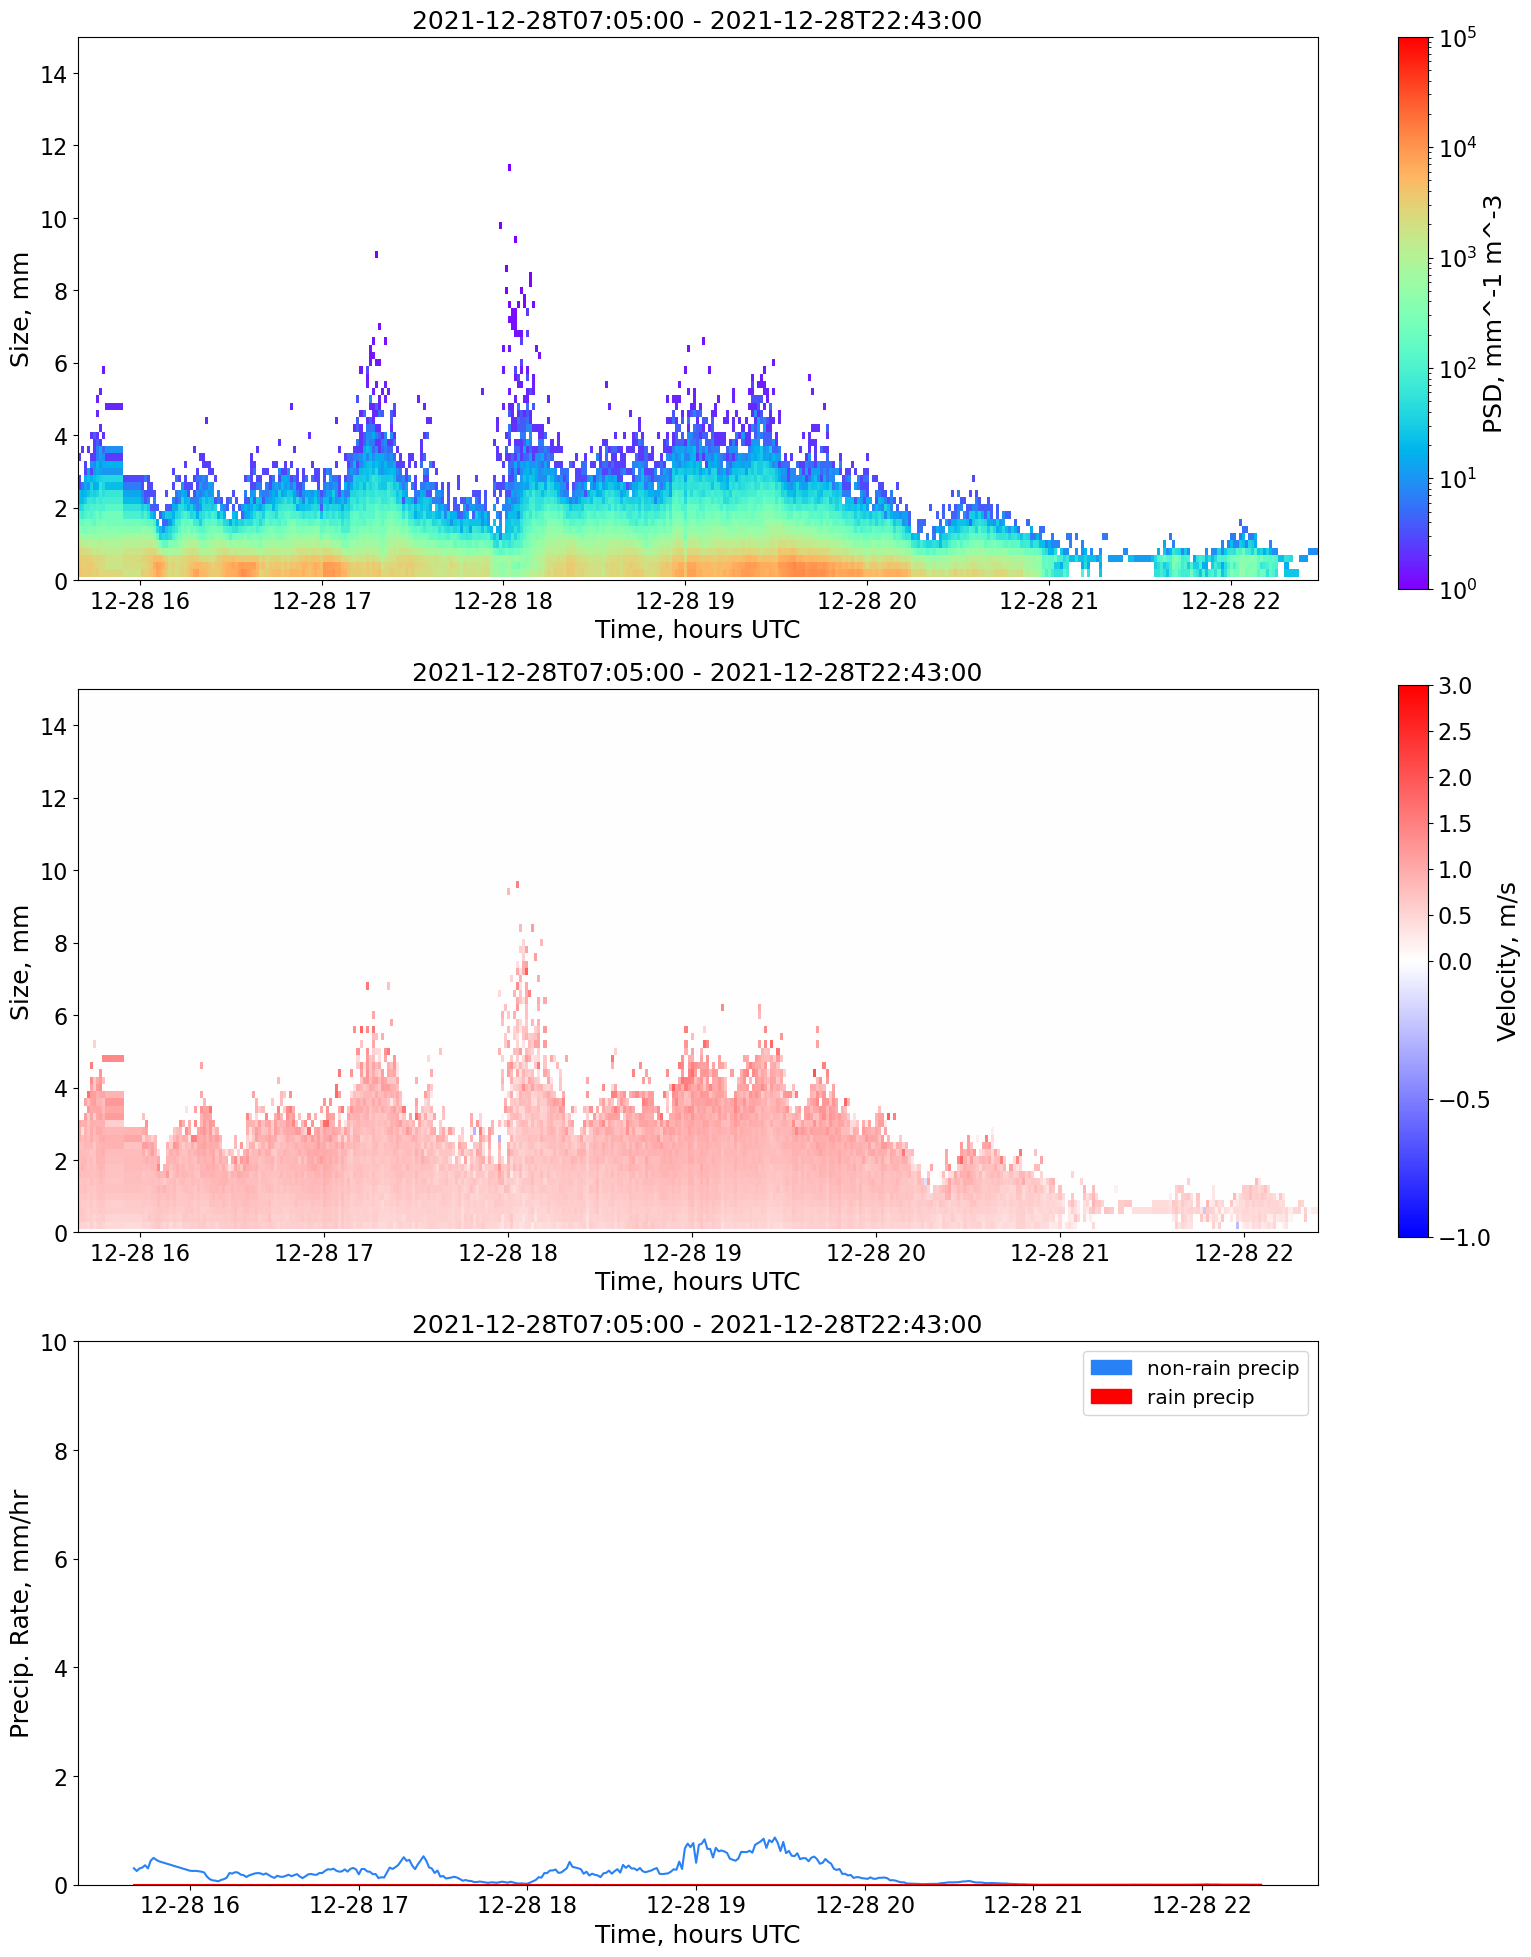 2021-12-28T07:05:00 - 2021-12-28T22:43:00
14
12
10
8
6
4
2
0
Size, mm
12-28 16 12-28 17 12-28 18 12-28 19 12-28 20 12-28 21 12-28 22
Time, hours UTC
10^5
10^4
10^3
10^2
10^1
10^0
PSD, mm^-1 m^-3
2021-12-28T07:05:00 - 2021-12-28T22:43:00
14
12
10
8
6
4
2
0
Size, mm
12-28 16 12-28 17 12-28 18 12-28 19 12-28 20 12-28 21 12-28 22
Time, hours UTC
3.0
2.5
2.0
1.5
1.0
0.5
0.0
−0.5
−1.0
Velocity, m/s
2021-12-28T07:05:00 - 2021-12-28T22:43:00
10
8
6
4
2
0
Precip. Rate, mm/hr
non-rain precip
rain precip
12-28 16 12-28 17 12-28 18 12-28 19 12-28 20 12-28 21 12-28 22
Time, hours UTC